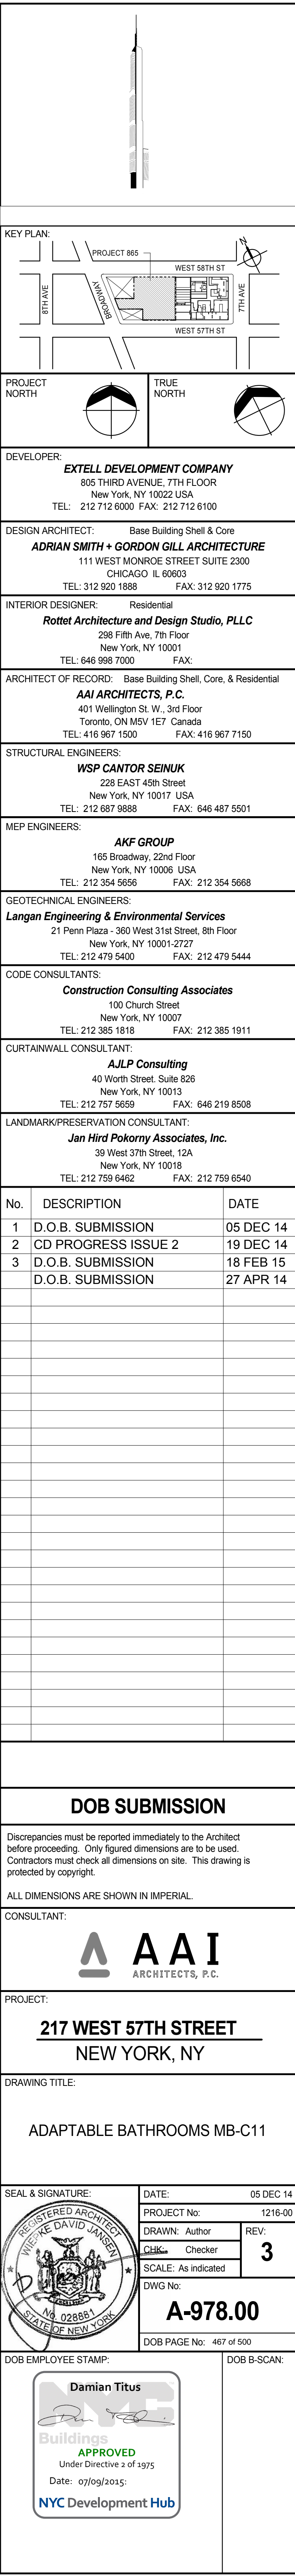 KEY PLAN:
N
PROJECT 865
WEST 58TH ST
8TH AVE
BROADWAY
7TH AVE
WEST 57TH ST
PROJECT
NORTH
TRUE
NORTH
DEVELOPER:
EXTELL DEVELOPMENT COMPANY
805 THIRD AVENUE, 7TH FLOOR
New York, NY 10022 USA
TEL: 212 712 6000 FAX: 212 712 6100
DESIGN ARCHITECT: Base Building Shell & Core
ADRIAN SMITH + GORDON GILL ARCHITECTURE
111 WEST MONROE STREET SUITE 2300
CHICAGO IL 60603
TEL: 312 920 1888 FAX: 312 920 1775
INTERIOR DESIGNER: Residential
Rottet Architecture and Design Studio, PLLC
298 Fifth Ave, 7th Floor
New York, NY 10001
TEL: 646 998 7000 FAX:
ARCHITECT OF RECORD: Base Building Shell, Core, & Residential
AAI ARCHITECTS, P.C.
401 Wellington St. W., 3rd Floor
Toronto, ON M5V 1E7 Canada
TEL: 416 967 1500 FAX: 416 967 7150
STRUCTURAL ENGINEERS:
WSP CANTOR SEINUK
228 EAST 45th Street
New York, NY 10017 USA
TEL: 212 687 9888 FAX: 646 487 5501
MEP ENGINEERS:
AKF GROUP
165 Broadway, 22nd Floor
New York, NY 10006 USA
TEL: 212 354 5656 FAX: 212 354 5668
GEOTECHNICAL ENGINEERS:
Langan Engineering & Environmental Services
21 Penn Plaza - 360 West 31st Street, 8th Floor
New York, NY 10001-2727
TEL: 212 479 5400 FAX: 212 479 5444
CODE CONSULTANTS:
Construction Consulting Associates
100 Church Street
New York, NY 10007
TEL: 212 385 1818 FAX: 212 385 1911
CURTAINWALL CONSULTANT:
AJLP Consulting
40 Worth Street. Suite 826
New York, NY 10013
TEL: 212 757 5659 FAX: 646 219 8508
LANDMARK/PRESERVATION CONSULTANT:
Jan Hird Pokorny Associates, Inc.
39 West 37th Street, 12A
New York, NY 10018
TEL: 212 759 6462 FAX: 212 759 6540
No. DESCRIPTION DATE
1 D.O.B. SUBMISSION 05 DEC 14
2 CD PROGRESS ISSUE 2 19 DEC 14
3 D.O.B. SUBMISSION 18 FEB 15
D.O.B. SUBMISSION 27 APR 14
DOB SUBMISSION
Discrepancies must be reported immediately to the Architect
before proceeding. Only figured dimensions are to be used.
Contractors must check all dimensions on site. This drawing is
protected by copyright.
ALL DIMENSIONS ARE SHOWN IN IMPERIAL.
CONSULTANT:
AAI
ARCHITECTS, P.C.
PROJECT:
217 WEST 57TH STREET
NEW YORK, NY
DRAWING TITLE:
ADAPTABLE BATHROOMS MB-C11
SEAL & SIGNATURE:
REGISTERED ARCHITECT
WIEPKE DAVID JANSEN
No. 028881
STATE OF NEW YORK
DATE: 05 DEC 14
PROJECT No: 1216-00
DRAWN: Author
CHK: Checker
SCALE: As indicated
REV:
3
DWG No:
A-978.00
DOB PAGE No: 467 of 500
DOB EMPLOYEE STAMP:
DOB B-SCAN:
Damian Titus
NYC
Buildings
APPROVED
Under Directive 2 of 1975
Date: 07/09/2015:
NYC Development Hub